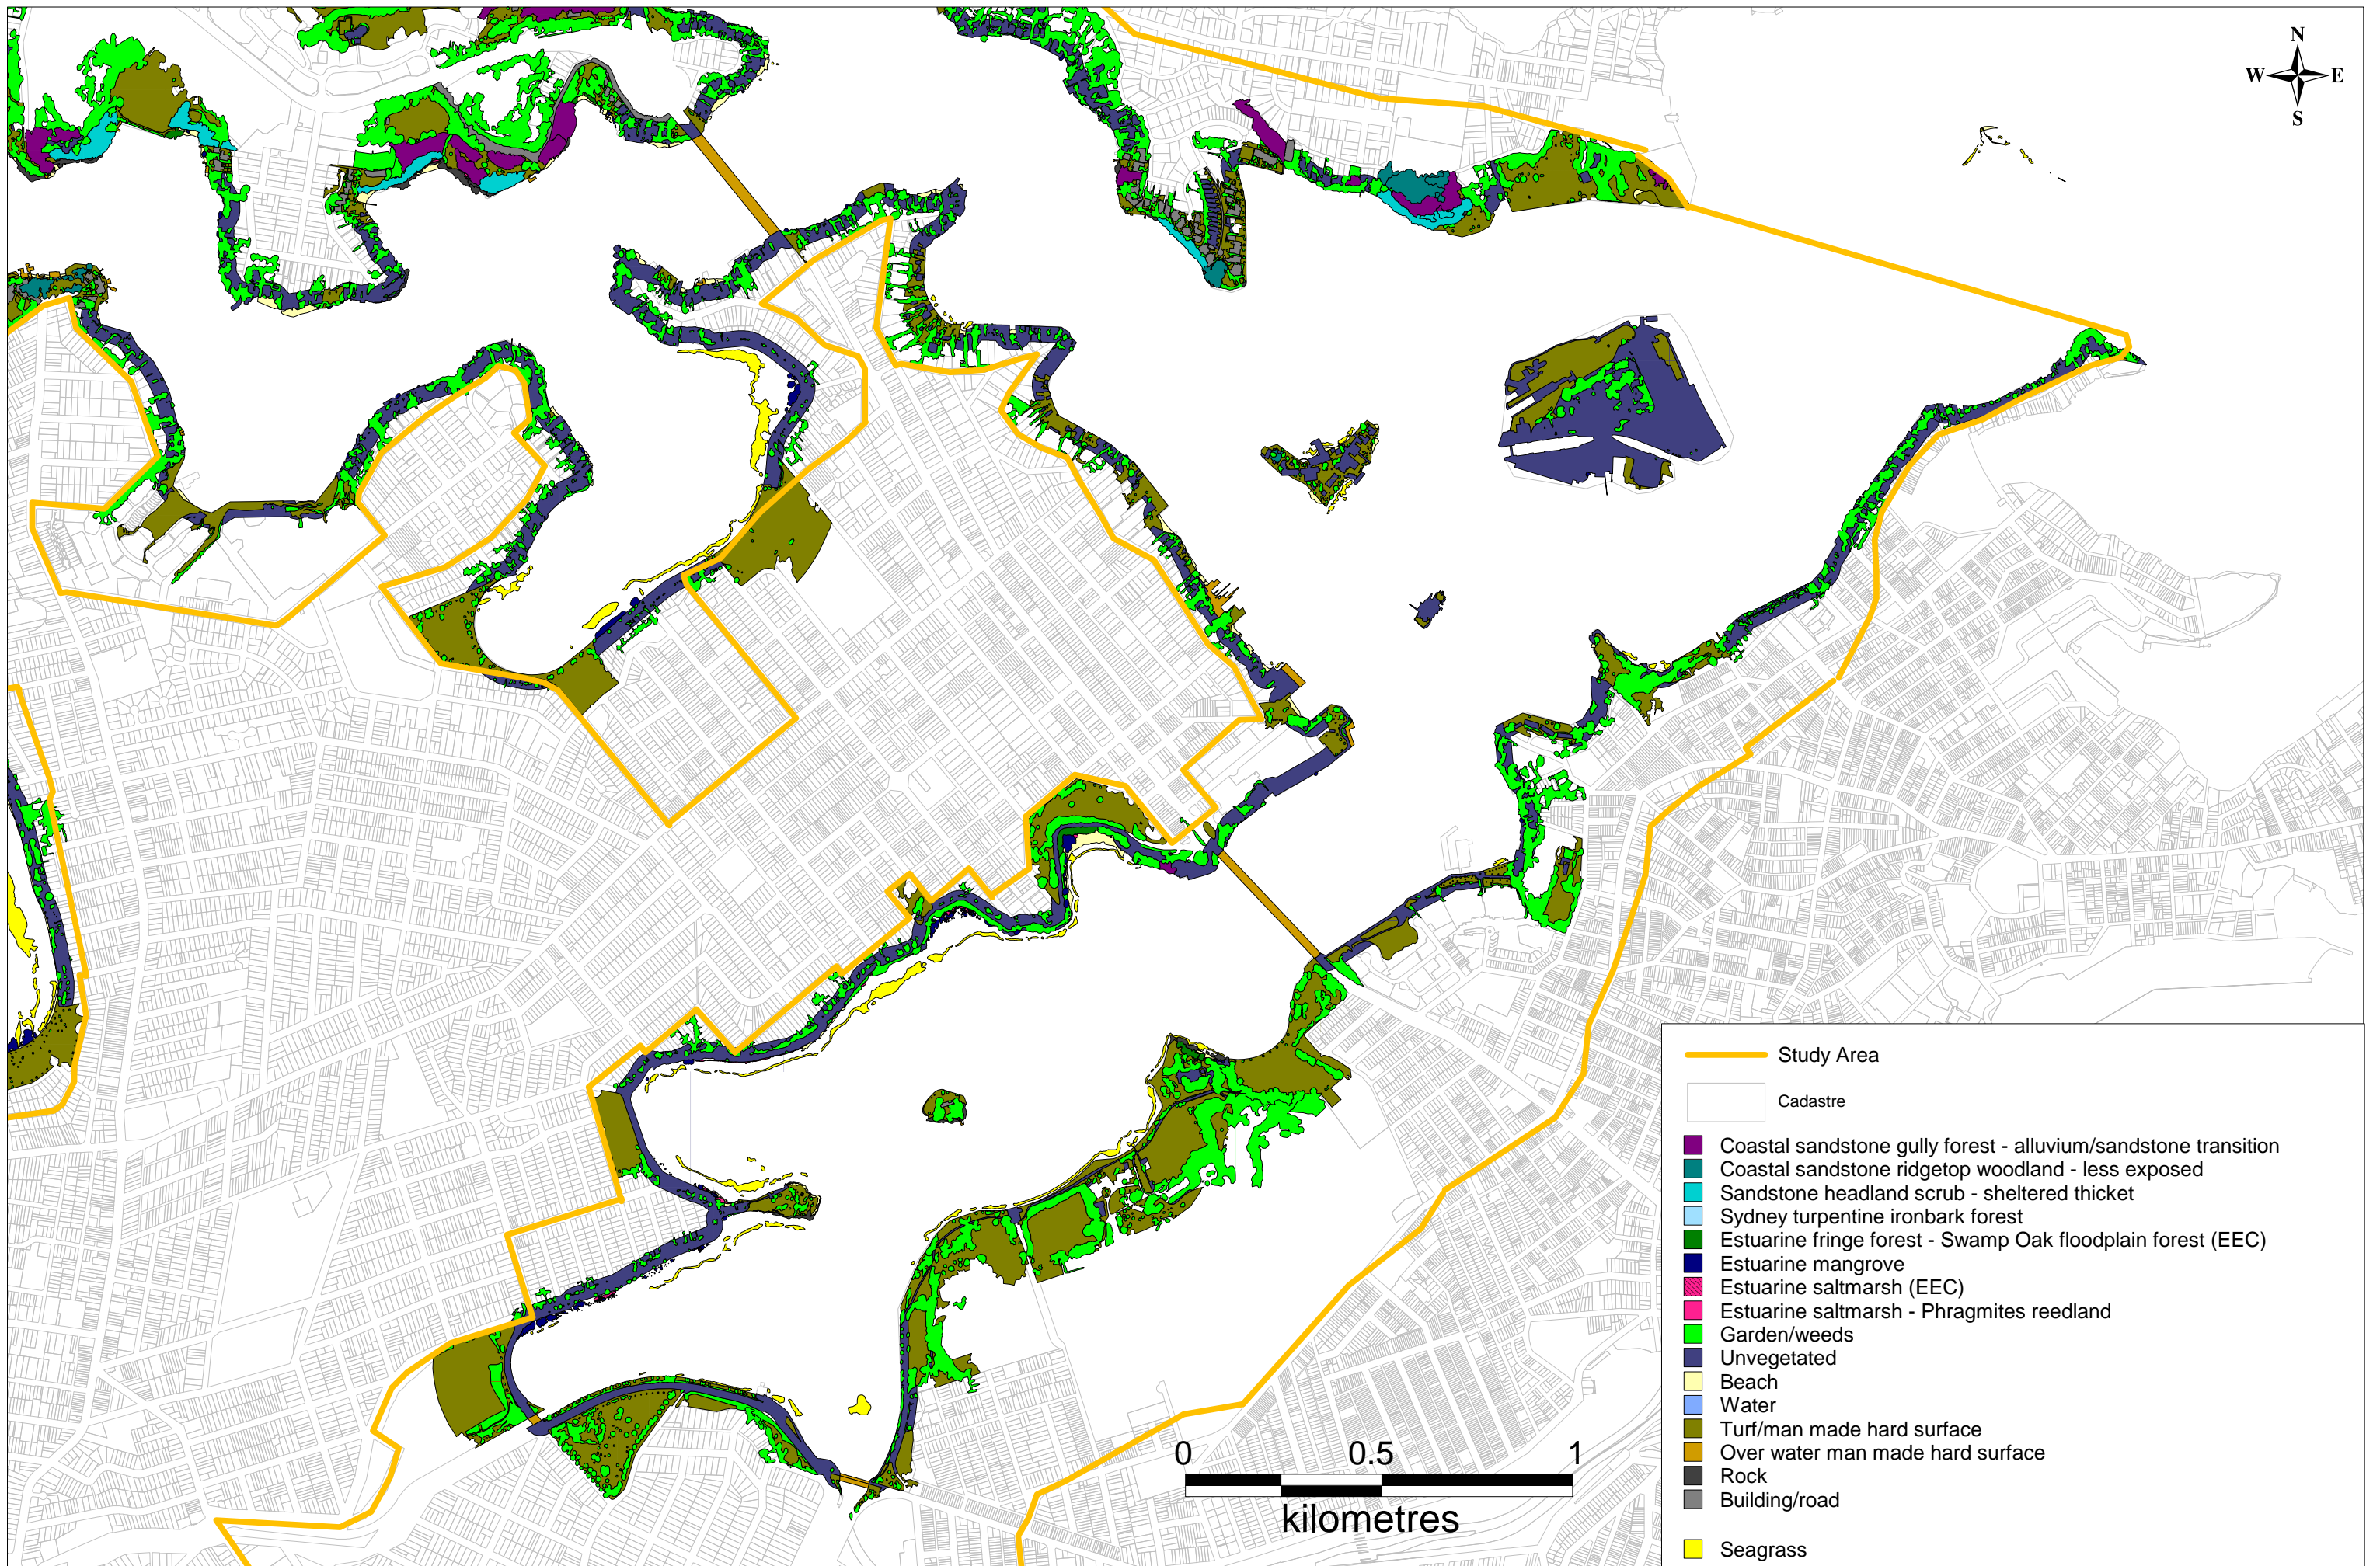 N
W E
S
Study Area
Cadastre
Coastal sandstone gully forest - alluvium/sandstone transition
Coastal sandstone ridgetop woodland - less exposed
Sandstone headland scrub - sheltered thicket
Sydney turpentine ironbark forest
Estuarine fringe forest - Swamp Oak floodplain forest (EEC)
Estuarine mangrove
Estuarine saltmarsh (EEC)
Estuarine saltmarsh - Phragmites reedland
Garden/weeds
Unvegetated
Beach
Water
Turf/man made hard surface
Over water man made hard surface
Rock
Building/road
Seagrass
0 0.5 1
kilometres